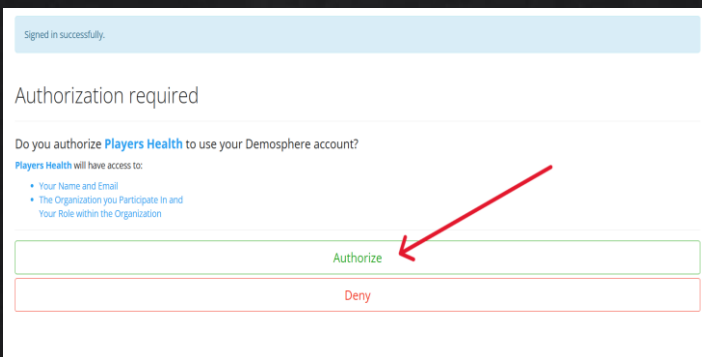 Signed in successfully.
Authorization required
Do you authorize Players Health to use your Demosphere account?
Players Health will have access to:
Your Name and Email
The Organization you Participate In and
Your Role within the Organization
Authorize
Deny